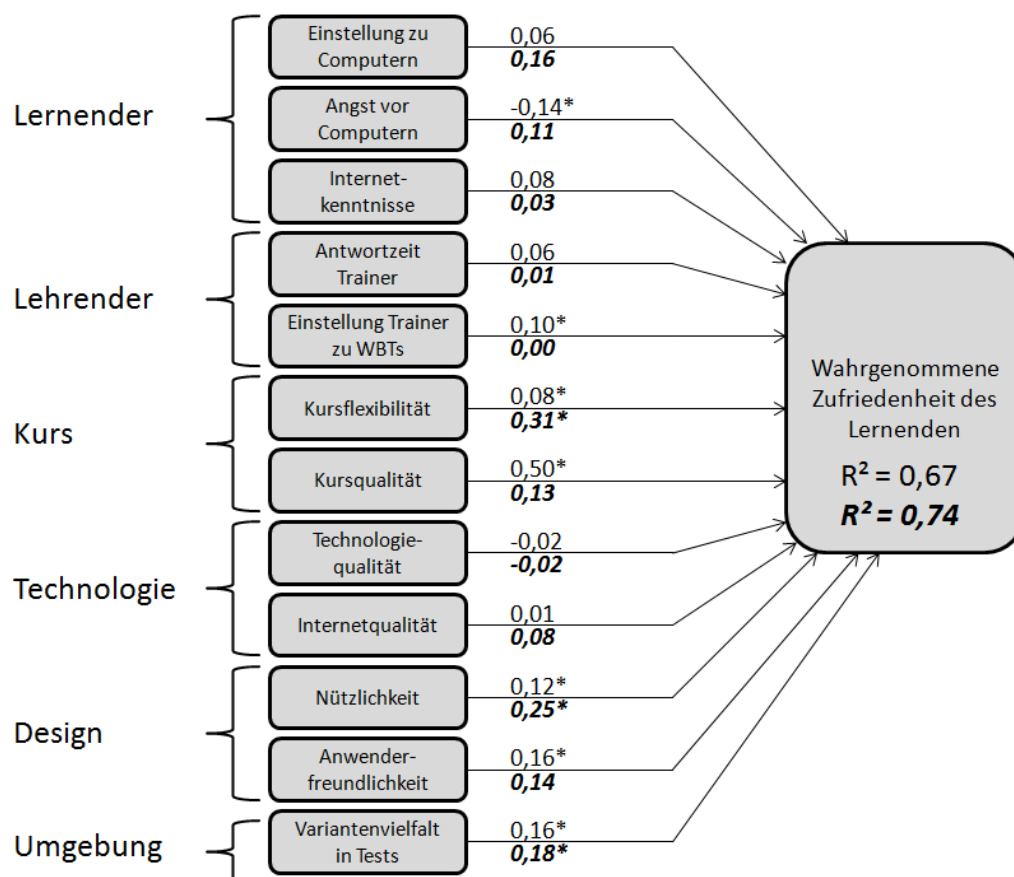 Lernender
Einstellung zu
Computern
0,06
0,16
Angst vor
Computern
-0,14*
0,11
Internet-
kenntnisse
0,08
0,03
Lehrender
Antwortzeit
Trainer
0,06
0,01
Einstellung Trainer
zu WBTs
0,10*
0,00
Kurs
Kursflexibilität
0,08*
0,31*
Kursqualität
0,50*
0,13
Technologie
Technologie-
qualität
-0,02
-0,02
Internetqualität
0,01
0,08
Design
Nützlichkeit
0,12*
0,25*
Anwender-
freundlichkeit
0,16*
0,14
Umgebung
Variantenvielfalt
in Tests
0,16*
0,18*
Wahrgenommene
Zufriedenheit des
Lernenden
R² = 0,67
R² = 0,74